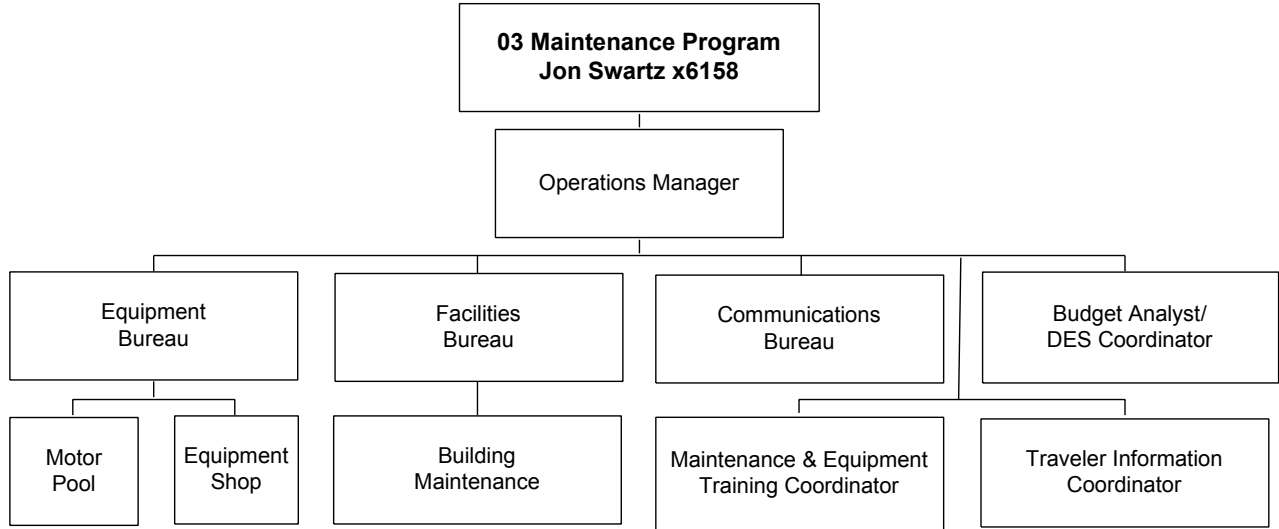 03 Maintenance Program
Jon Swartz x6158
Operations Manager
Equipment
Bureau
Facilities
Bureau
Communications
Bureau
Budget Analyst/
DES Coordinator
Motor
Pool
Equipment
Shop
Building
Maintenance
Maintenance & Equipment
Training Coordinator
Traveler Information
Coordinator